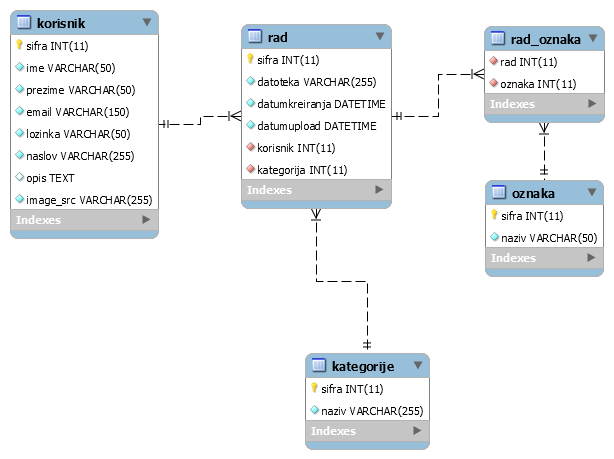 korisnik
sifra INT(11)
ime VARCHAR(50)
prezime VARCHAR(50)
email VARCHAR(150)
lozinka VARCHAR(50)
naslov VARCHAR(255)
opis TEXT
image_src VARCHAR(255)
Indexes
rad
sifra INT(11)
datoteka VARCHAR(255)
datumkreiranja DATETIME
datumupload DATETIME
korisnik INT(11)
kategorija INT(11)
Indexes
rad_oznaka
rad INT(11)
oznaka INT(11)
Indexes
oznaka
sifra INT(11)
naziv VARCHAR(50)
Indexes
kategorije
sifra INT(11)
naziv VARCHAR(255)
Indexes